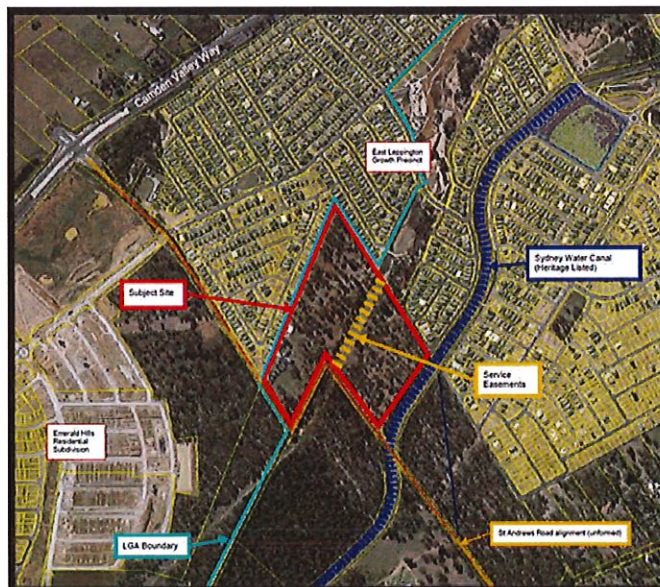 Camden Valley Way
East Leppington
Growth Precinct
Sydney Water Canal
(Heritage Listed)
Subject Site
Service
Easements
Emerald Hills
Residential
Subdivision
LGA Boundary
St Andrews Road alignment (unformed)